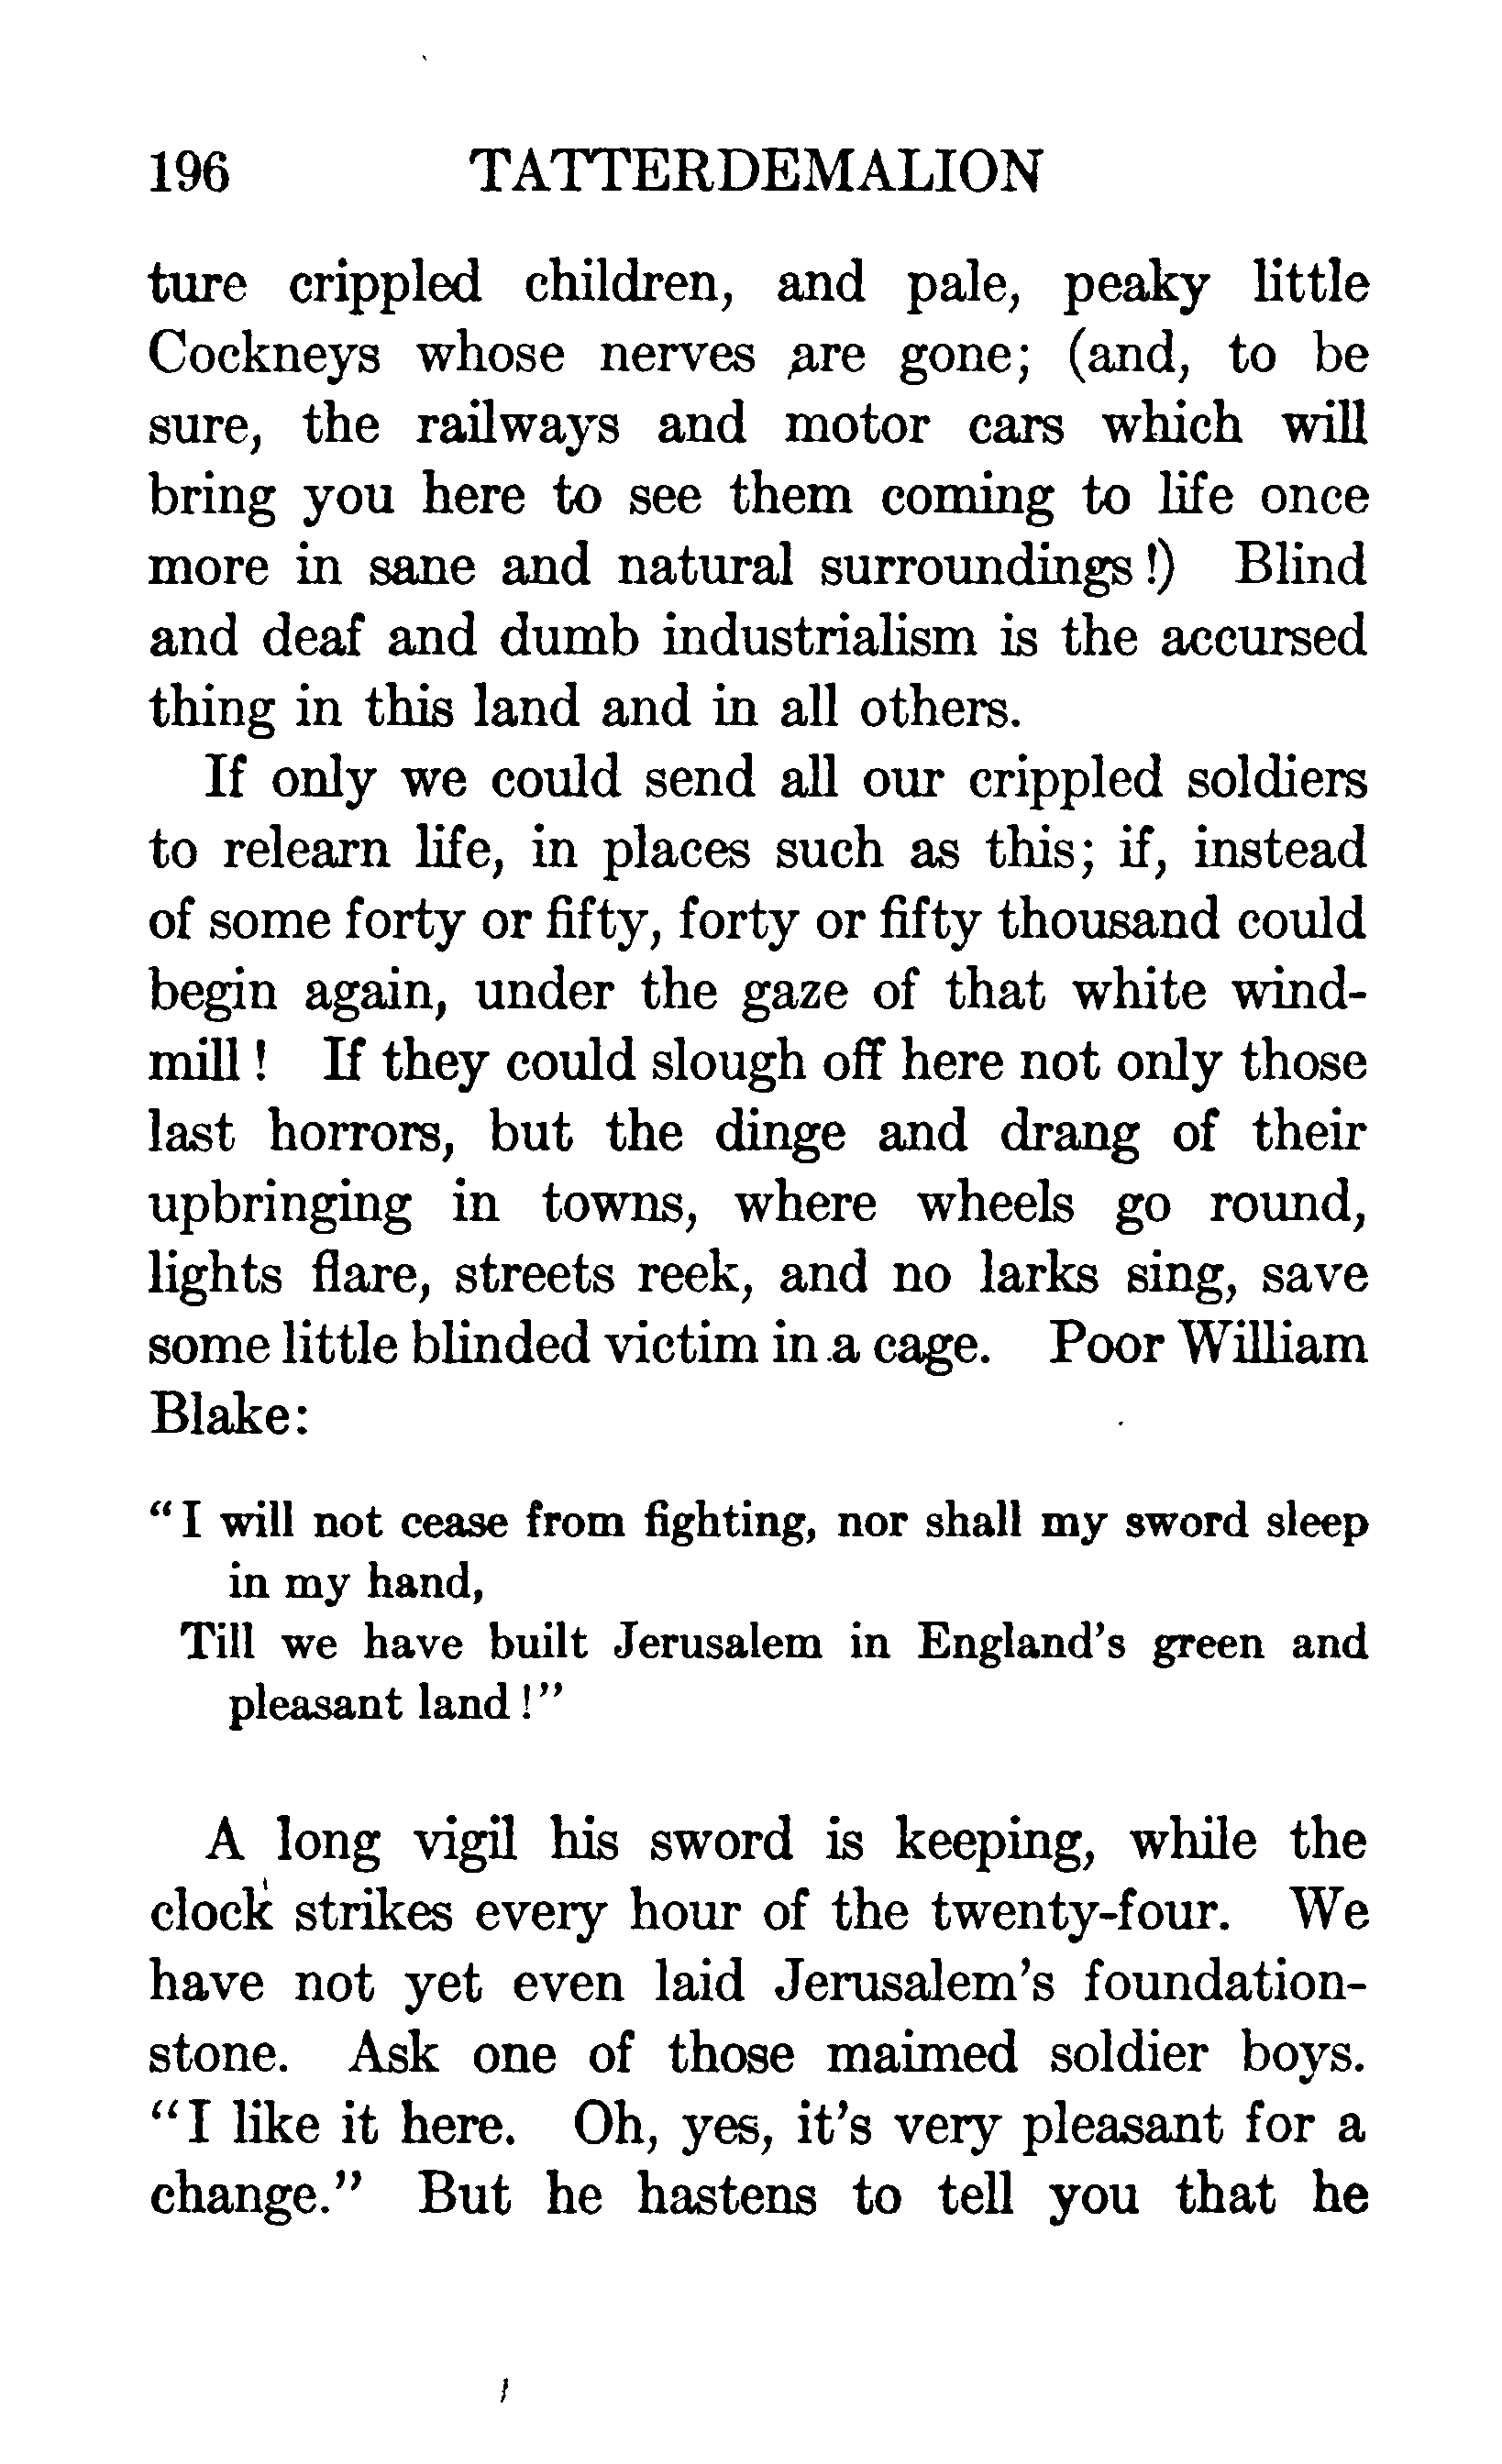 196 TATTERDEMALION
ture crippled children, and pale, peaky little
Cockneys whose nerves are gone; (and, to be
sure, the railways and motor cars which will
bring you here to see them coming to life once
more in sane and natural surroundings!) Blind
and deaf and dumb industrialism is the accursed
thing in this land and in all others.
If only we could send all our crippled soldiers
to relearn life, in places such as this; if, instead
of some forty or fifty, forty or fifty thousand could
begin again, under the gaze of that white wind-
mill! If they could slough off here not only those
last horrors, but the dinge and drang of their
upbringing in towns, where wheels go round,
lights flare, streets reek, and no larks sing, save
some little blinded victim in a cage. Poor William
Blake:
"I will not cease from fighting, nor shall my sword sleep
in my hand,
Till we have built Jerusalem in England's green and
pleasant land!"
A long vigil his sword is keeping, while the
clock strikes every hour of the twenty-four. We
have not yet even laid Jerusalem's foundation-
stone. Ask one of those maimed soldier boys.
"I like it here. Oh, yes, it's very pleasant for a
change." But he hastens to tell you that he